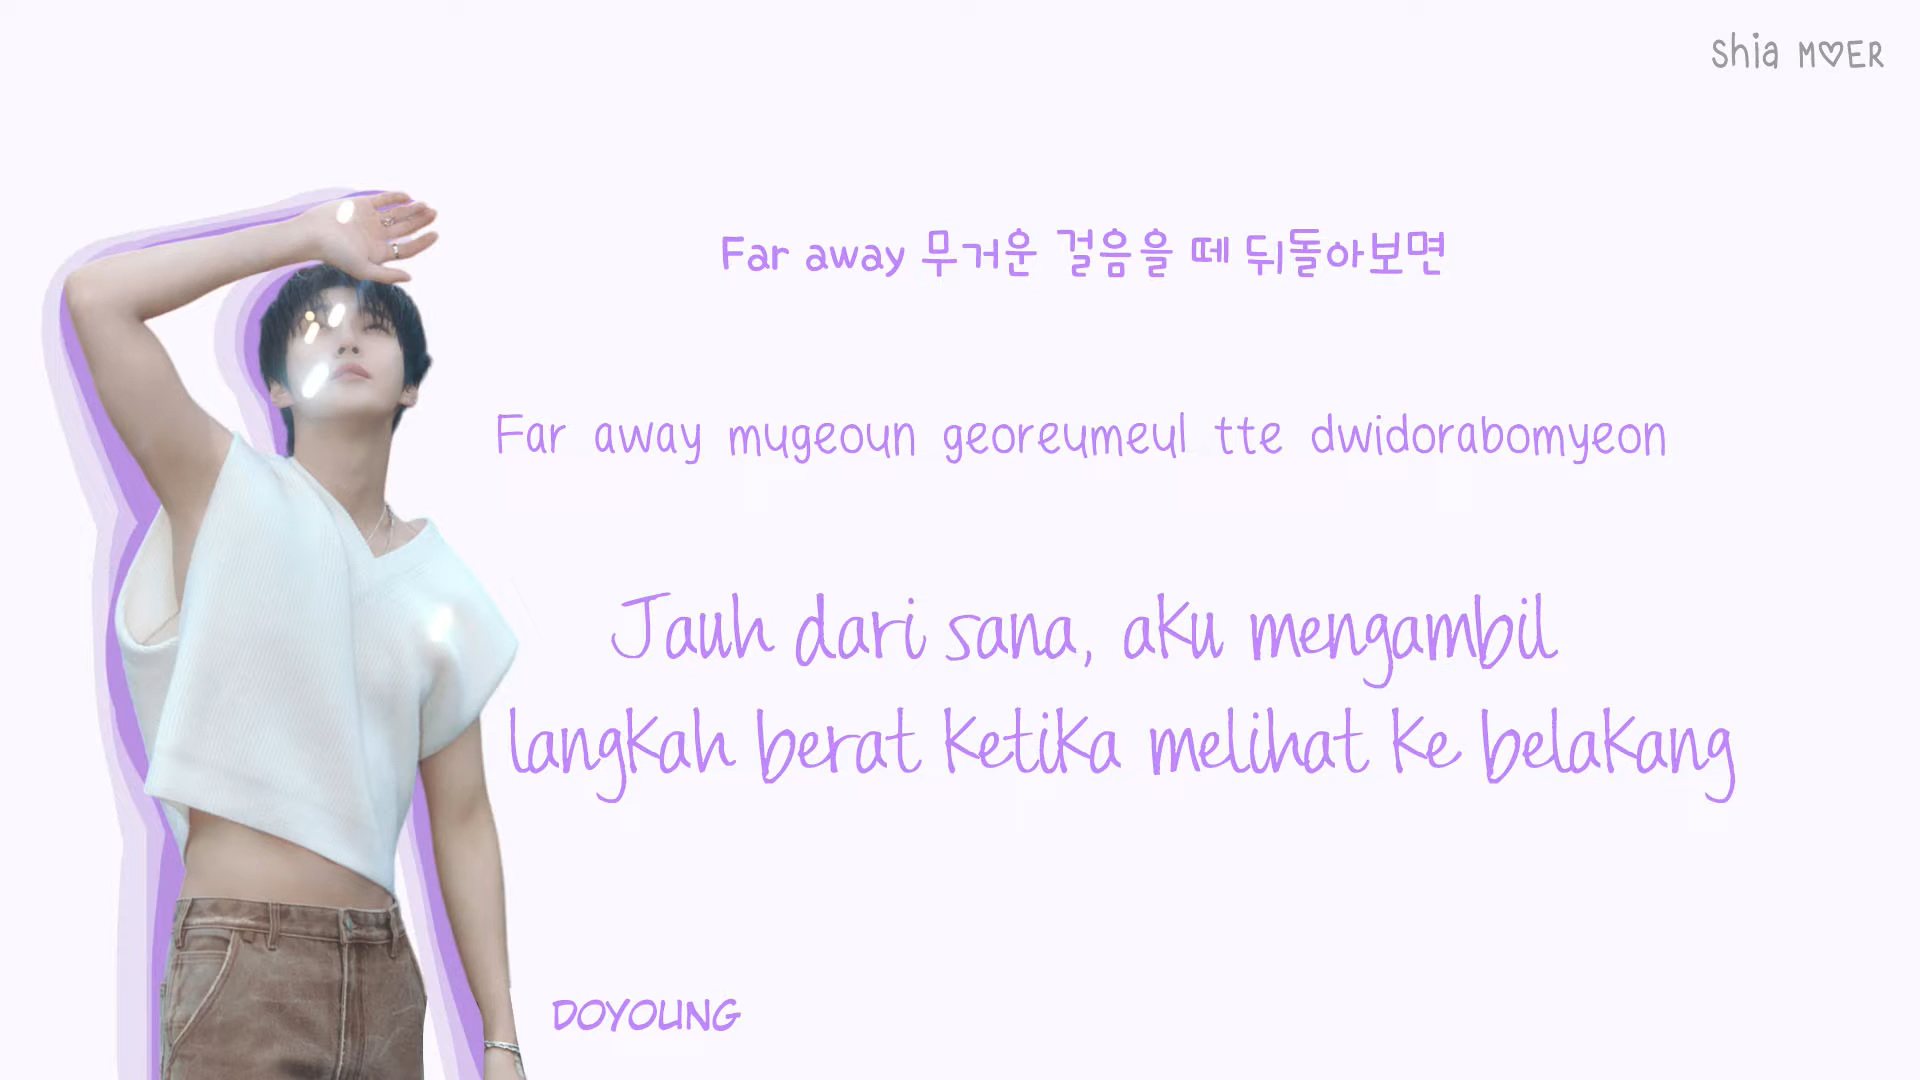 Shia M♡ER
Far away 무거운 걸음을 떼 뒤돌아보면
Far away mugeoun georeumeul tte dwidorabomyeon
Jauh dari sana, aku mengambil
langkah berat ketika melihat ke belakang
DOYOUNG